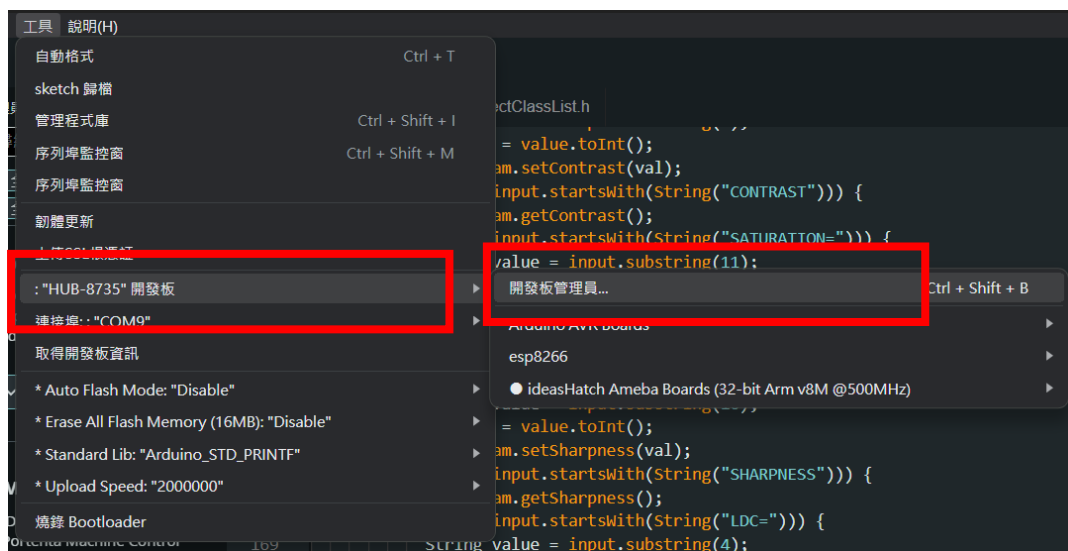 工具 說明(H)
自動格式 Ctrl + T
sketch 歸檔
管理程式庫 Ctrl + Shift + I
序列埠監控窗 Ctrl + Shift + M
序列埠監控窗
韌體更新
: "HUB-8735" 開發板
連接埠: : "COM9"
取得開發板資訊
* Auto Flash Mode: "Disable"
* Erase All Flash Memory (16MB): "Disable"
* Standard Lib: "Arduino_STD_PRINTF"
* Upload Speed: "2000000"
燒錄 Bootloader
開發板管理員... Ctrl + Shift + B
Arduino AVR Boards
esp8266
ideasHatch Ameba Boards (32-bit Arm v8M @500MHz)
ectClassList.h
= value.toInt();
am.setContrast(val);
input.startsWith(String("CONTRAST"))) {
am.getContrast();
input.startsWith(String("SATURATION="))) {
value = input.substring(11);
= value.toInt();
am.setSharpness(val);
input.startsWith(String("SHARPNESS"))) {
am.getSharpness();
input.startsWith(String("LDC="))) {
Portenta Machine Control
169 String value = input.substring(4);